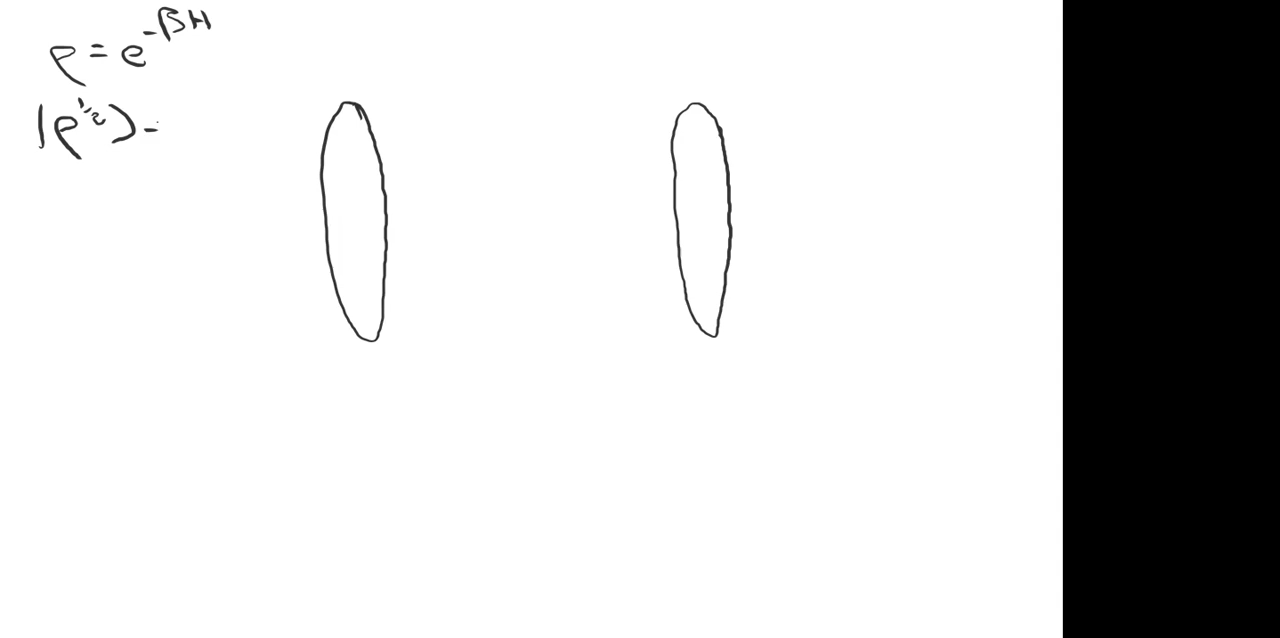 ρ = e^{-βH}
|ρ^{1/2}) =